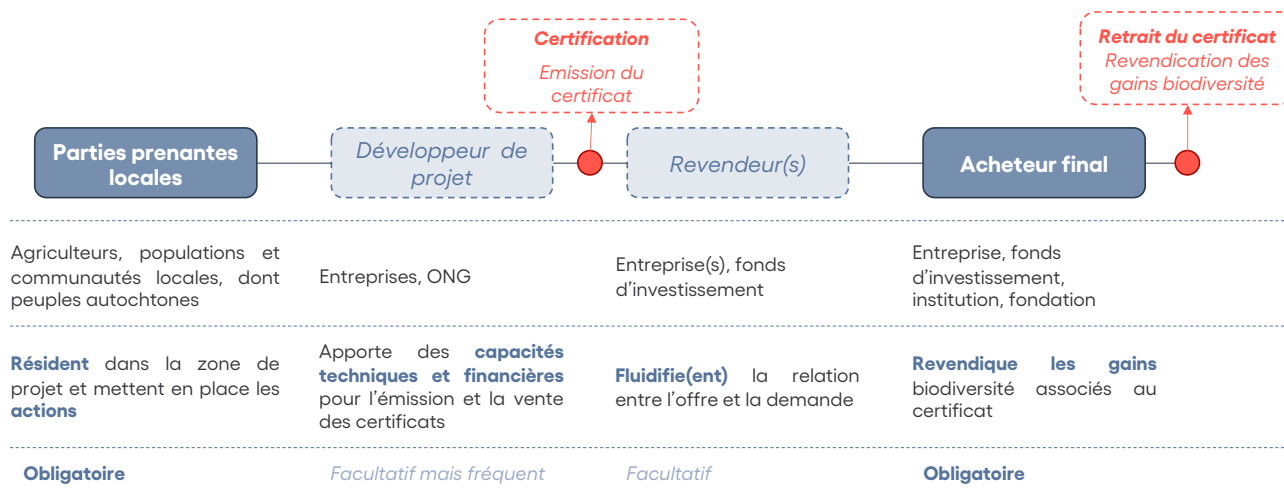 Certification
Emission du
certificat
Retrait du certificat
Revendication des
gains biodiversité
Parties prenantes
locales
Développeur de
projet
Revendeur(s)
Acheteur final
Agriculteurs, populations et
communautés locales, dont
peuples autochtones
Entreprises, ONG
Entreprise(s), fonds
d’investissement
Entreprise, fonds
d’investissement,
institution, fondation
Résident dans la zone de
projet et mettent en place les
actions
Apporte des capacités
techniques et financières
pour l’émission et la vente
des certificats
Fluidifie(ent) la relation
entre l’offre et la demande
Revendique les gains
biodiversité associés au
certificat
Obligatoire
Facultatif mais fréquent
Facultatif
Obligatoire